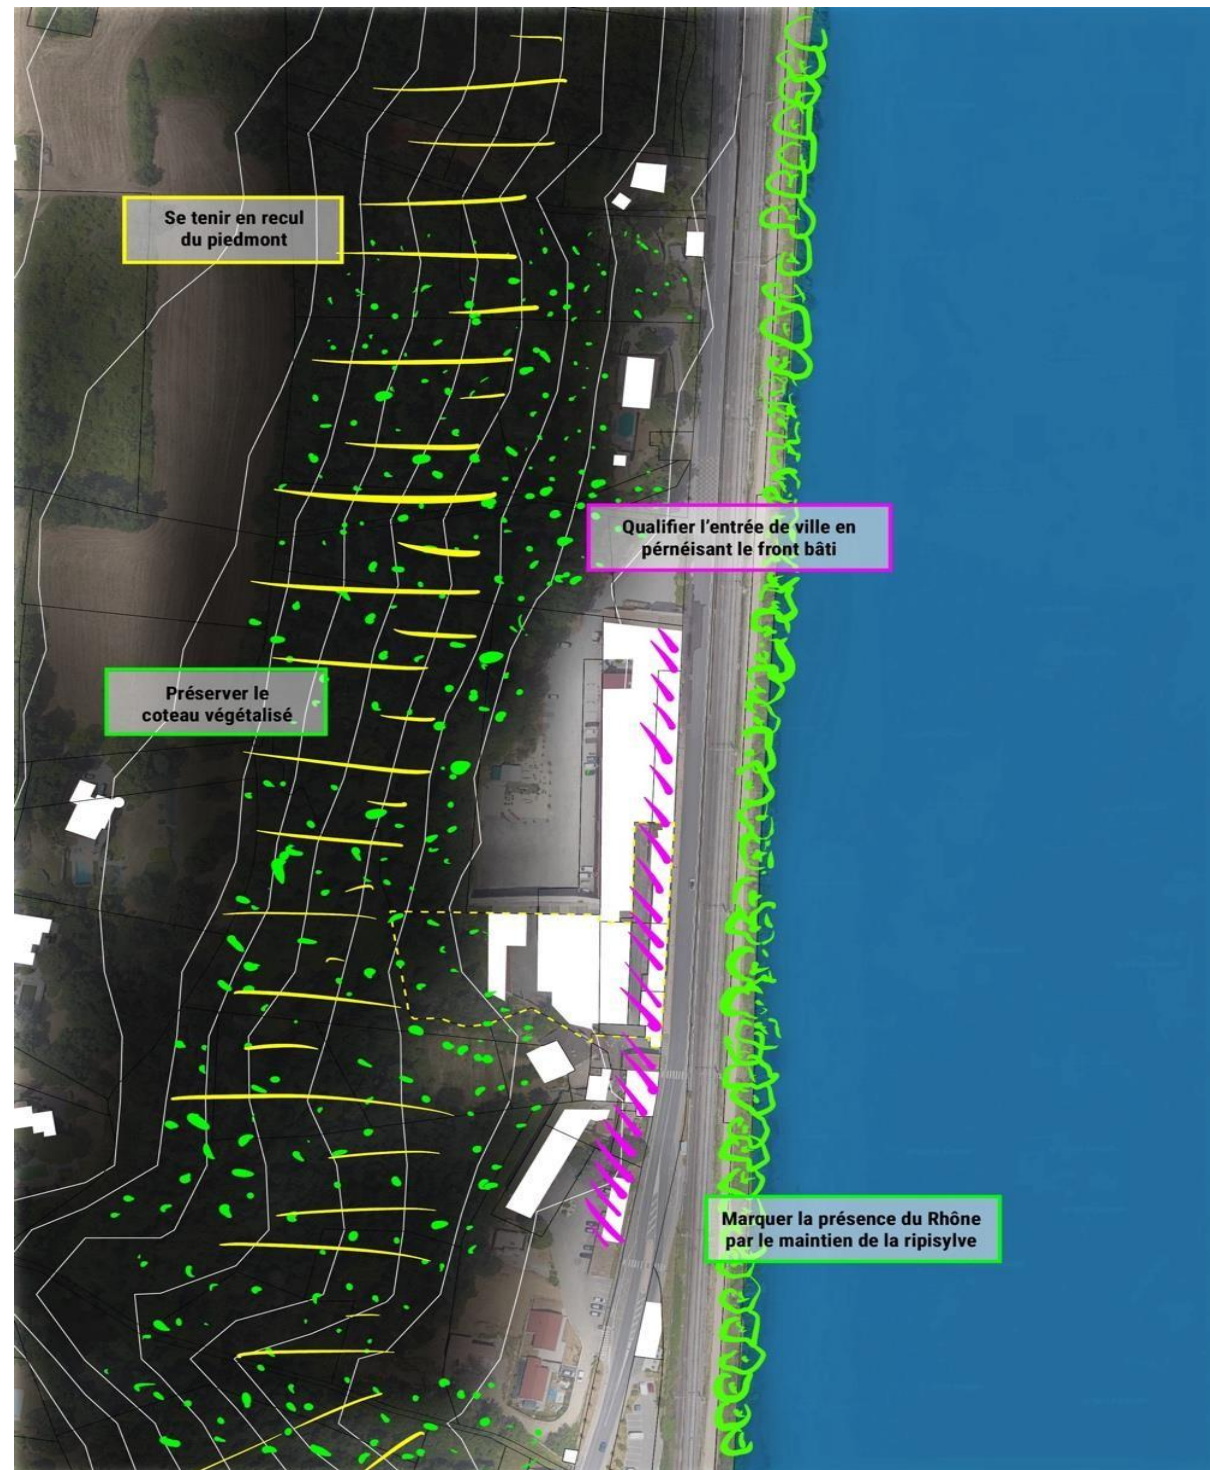 Se tenir en recul
du piedmont
Qualifier l'entrée de ville en
pérnéisant le front bâti
Préserver le
coteau végétalisé
Marquer la présence du Rhône
par le maintien de la ripisylve